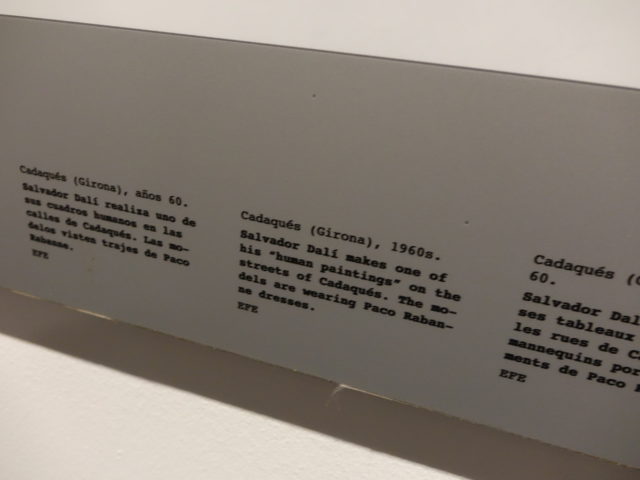 Cadaqués (Girona), años 60.
Salvador Dalí realiza uno de
sus cuadros humanos en las
calles de Cadaqués. Las mo-
delos visten trajes de Paco
Rabanne.
EFE
Cadaqués (Girona), 1960s.
Salvador Dalí makes one of
his "human paintings" on the
streets of Cadaqués. The mo-
dels are wearing Paco Raban-
ne dresses.
EFE
Cadaqués (
60.
Salvador Dal
ses tableaux
les rues de C
mannequins por
ments de Paco
EFE